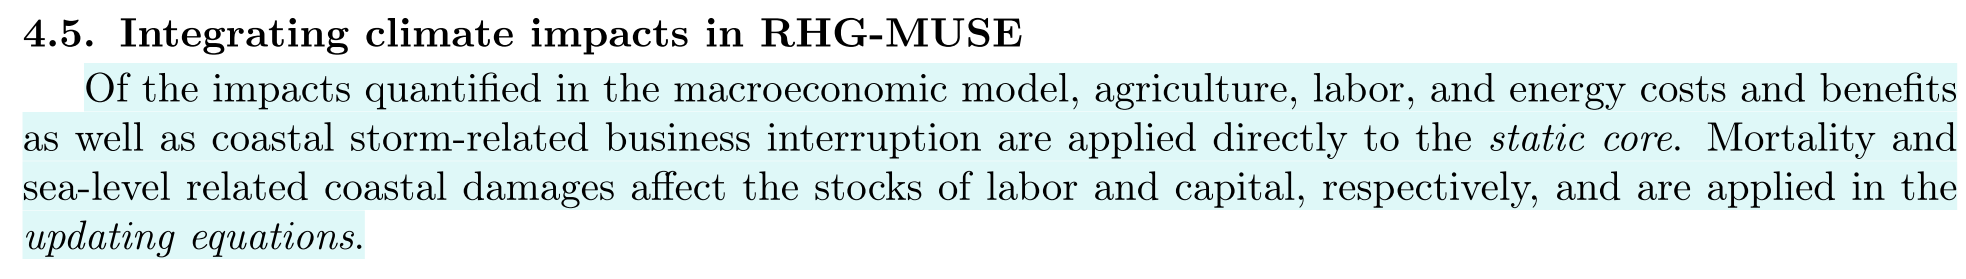 4.5. Integrating climate impacts in RHG-MUSE
Of the impacts quantified in the macroeconomic model, agriculture, labor, and energy costs and benefits
as well as coastal storm-related business interruption are applied directly to the static core. Mortality and
sea-level related coastal damages affect the stocks of labor and capital, respectively, and are applied in the
updating equations.